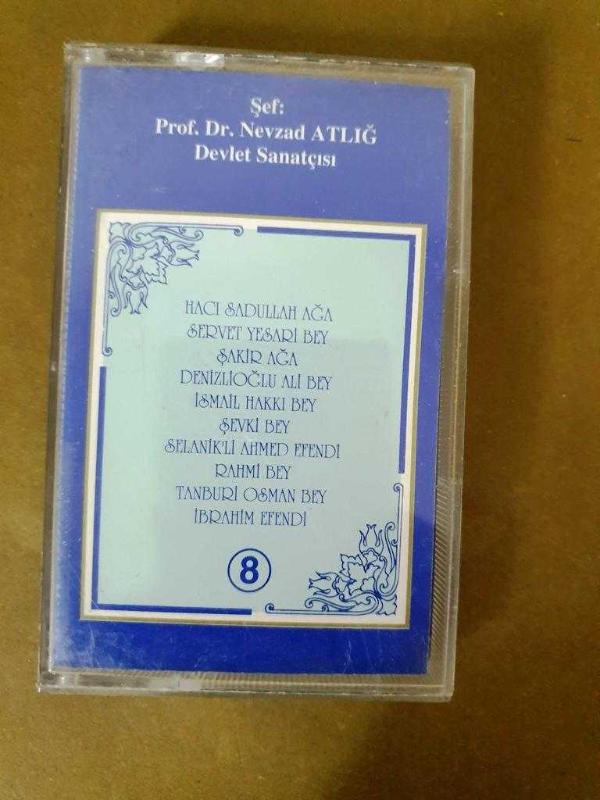 Şef:
Prof. Dr. Nevzad ATLIĞ
Devlet Sanatçısı
HACI SADULLAH AĞA
SERVET YESARİ BEY
ŞAKİR AĞA
DENİZLİOĞLU ALİ BEY
İSMAİL HAKKI BEY
ŞEVKİ BEY
SELANİK'Lİ AHMED EFENDİ
RAHMİ BEY
TANBURİ OSMAN BEY
İBRAHİM EFENDİ
8